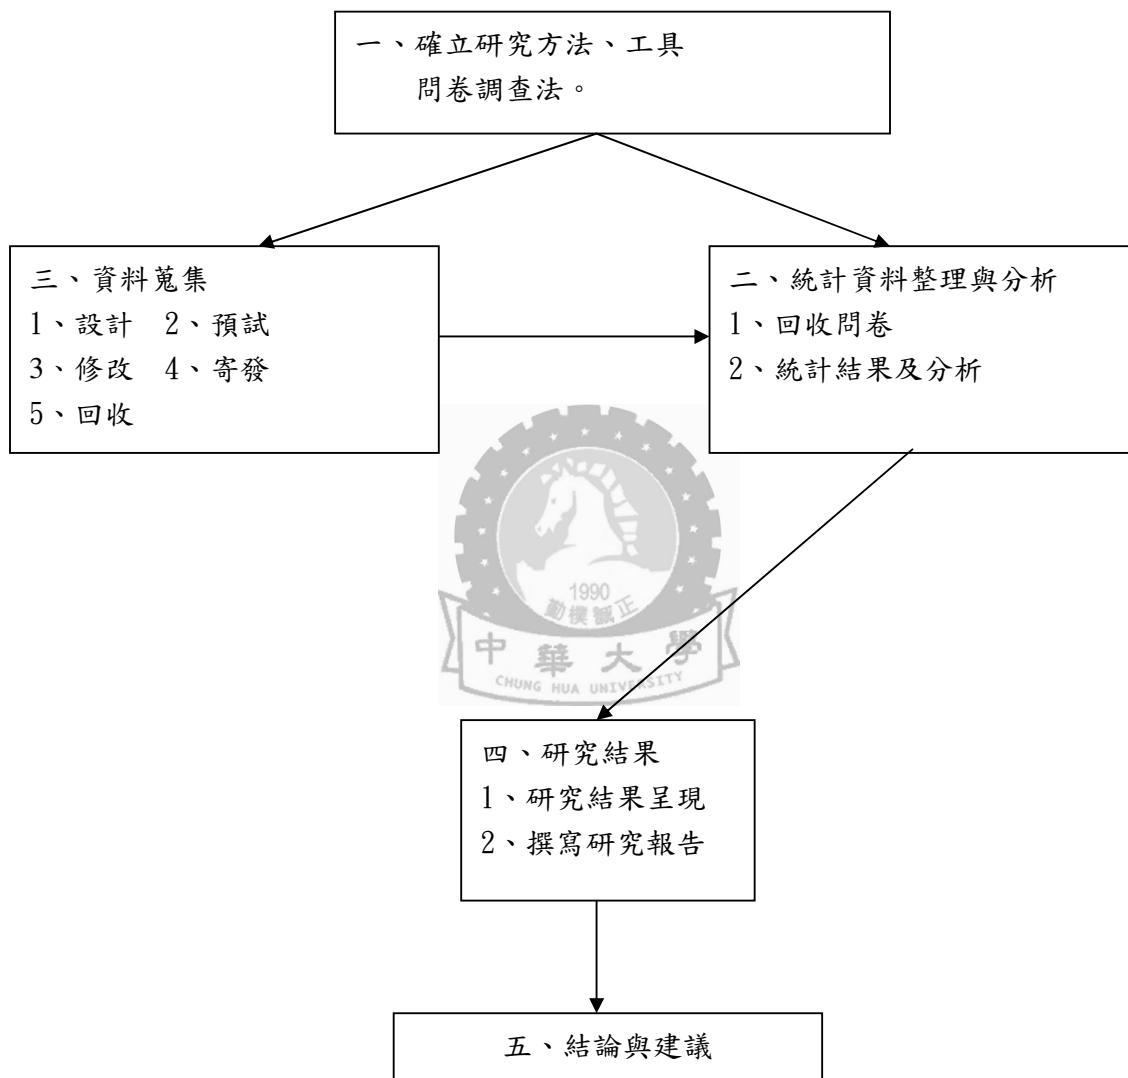 一、確立研究方法、工具
問卷調查法。
三、資料蒐集
1、設計　2、預試
3、修改　4、寄發
5、回收
二、統計資料整理與分析
1、回收問卷
2、統計結果及分析
1990
勤樸誠正
中華大學
CHUNG HUA UNIVERSITY
四、研究結果
1、研究結果呈現
2、撰寫研究報告
五、結論與建議